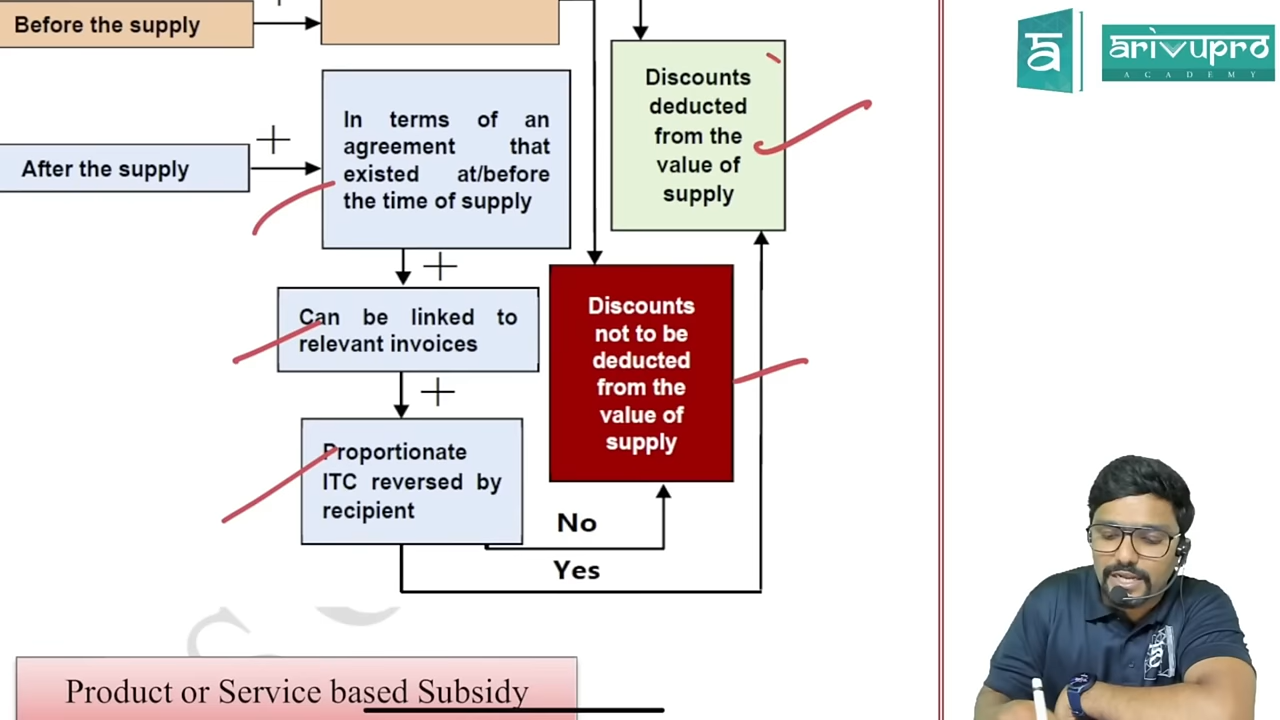 Before the supply
After the supply
In terms of an
agreement that
existed at/before
the time of supply
Can be linked to
relevant invoices
Proportionate
ITC reversed by
recipient
No
Yes
Discounts
deducted
from the
value of
supply
Discounts
not to be
deducted
from the
value of
supply
Product or Service based Subsidy
arivupro
ACADEMY